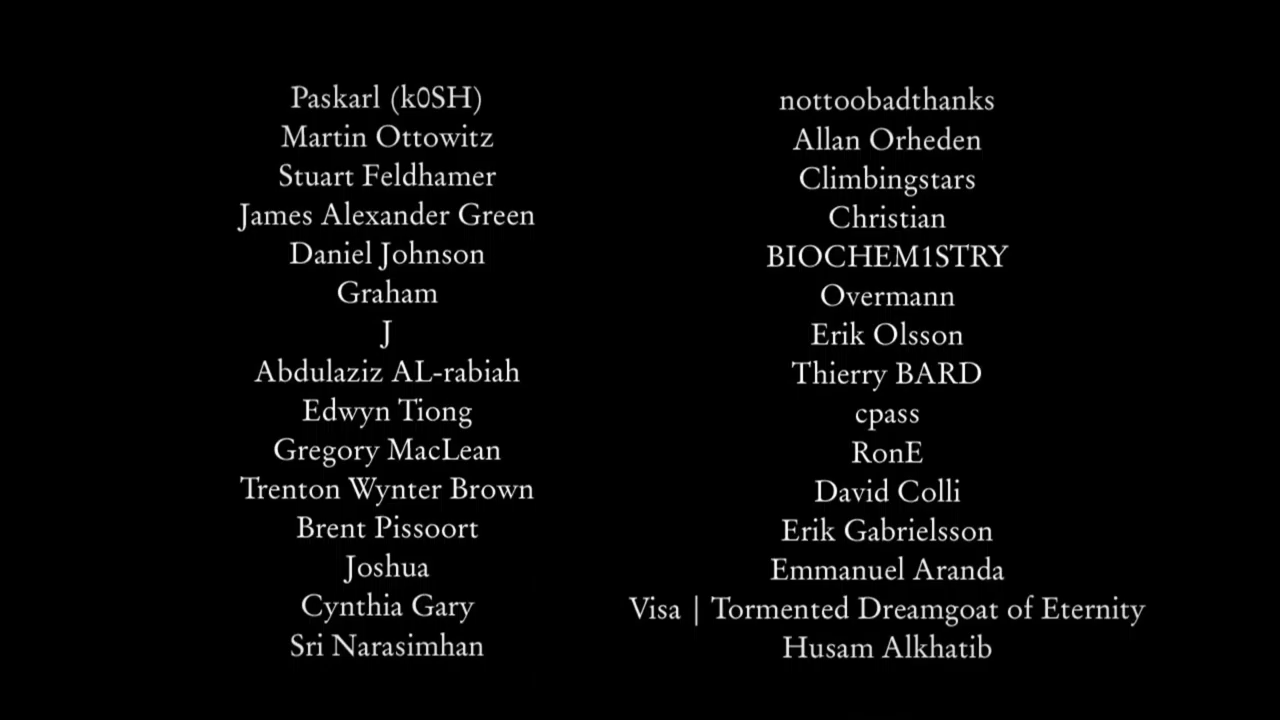 Paskarl (k0SH)
Martin Ottowitz
Stuart Feldhamer
James Alexander Green
Daniel Johnson
Graham
J
Abdulaziz AL-rabiah
Edwyn Tiong
Gregory MacLean
Trenton Wynter Brown
Brent Pissoort
Joshua
Cynthia Gary
Sri Narasimhan
nottoobadthanks
Allan Orheden
Climbingstars
Christian
BIOCHEM1STRY
Overmann
Erik Olsson
Thierry BARD
cpass
RonE
David Colli
Erik Gabrielsson
Emmanuel Aranda
Visa | Tormented Dreamgoat of Eternity
Husam Alkhatib